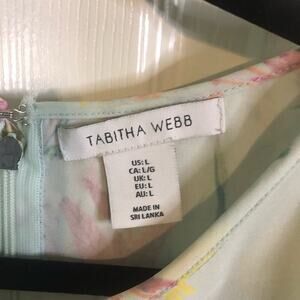 TABITHA WEBB
US: L
CA: L/G
UK: L
EU: L
AU: L
MADE IN
SRI LANKA